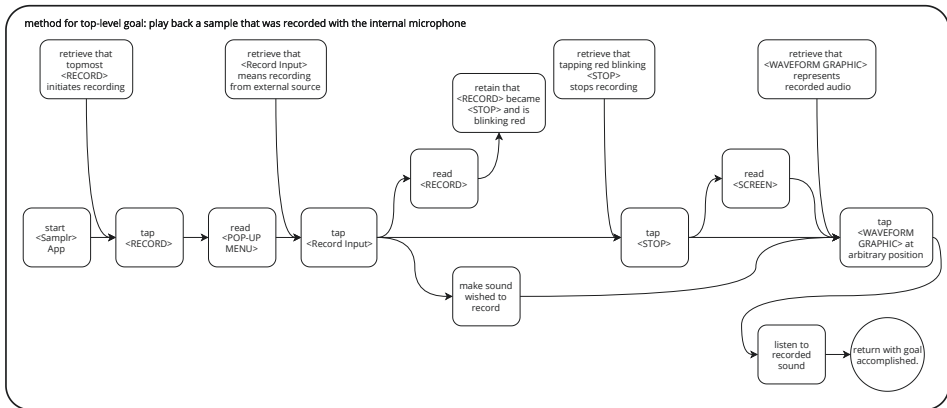 method for top-level goal: play back a sample that was recorded with the internal microphone
retrieve that
topmost
<RECORD>
initiates recording
retrieve that
<Record Input>
means recording
from external source
retain that
<RECORD> became
<STOP> and is
blinking red
retrieve that
tapping red blinking
<STOP>
stops recording
retrieve that
<WAVEFORM GRAPHIC>
represents
recorded audio
read
<RECORD>
read
<SCREEN>
start
<Samplr>
App
tap
<RECORD>
read
<POP-UP
MENU>
tap
<Record Input>
tap
<STOP>
tap
<WAVEFORM
GRAPHIC> at
arbitrary position
make sound
wished to
record
listen to
recorded
sound
return with goal
accomplished.